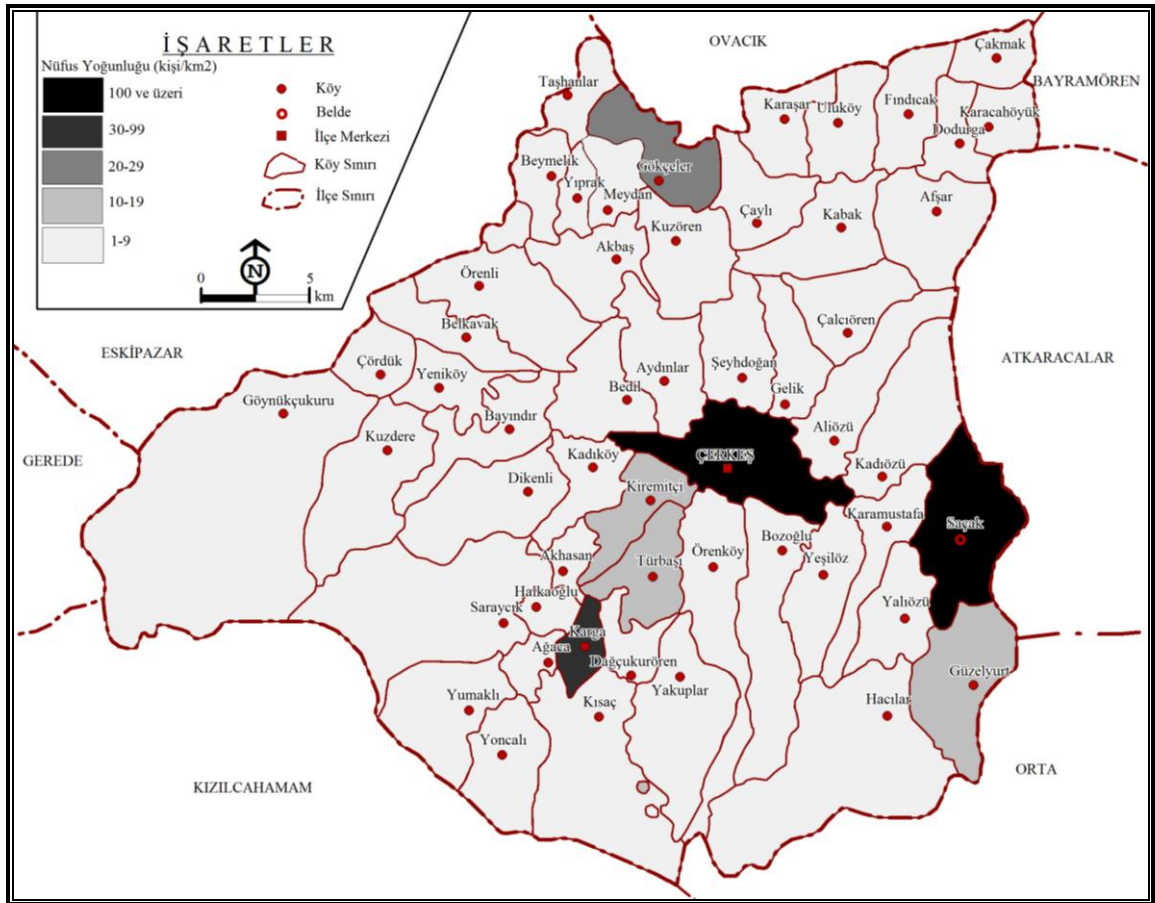 İŞARETLER
Nüfus Yoğunluğu (kişi/km2)
100 ve üzeri
30-99
20-29
10-19
1-9
Köy
Belde
İlçe Merkezi
Köy Sınırı
İlçe Sınırı
N
0 5
km
OVACIK
BAYRAMÖREN
ESKİPAZAR
ATKARACALAR
GEREDE
KIZILCAHAMAM
ORTA
Çakmak
Taşhanlar
Karaşar
Uluköy
Fındıcak
Karacahöyük
Dodurga
Beymelik
Yıprak
Meydan
Gökçeler
Çaylı
Kabak
Afşar
Kuzören
Akbaş
Örenli
Belkavak
Çalcıören
Çördük
Yeniköy
Bedil
Aydınlar
Şeyhdoğan
Gelik
Göynükçukuru
Bayındır
Kuzdere
Aliözü
Kadıköy
ÇERKEŞ
Kadıözü
Dikenli
Kiremitçi
Karamustafa
Saçak
Bozoğlu
Örenköy
Yeşilöz
Akhasan
Türbaşı
Halkaoğlu
Saraycık
Yalıözü
Karga
Ağaca
Dağçukurören
Yakuplar
Güzelyurt
Yumaklı
Kısaç
Hacılar
Yoncalı